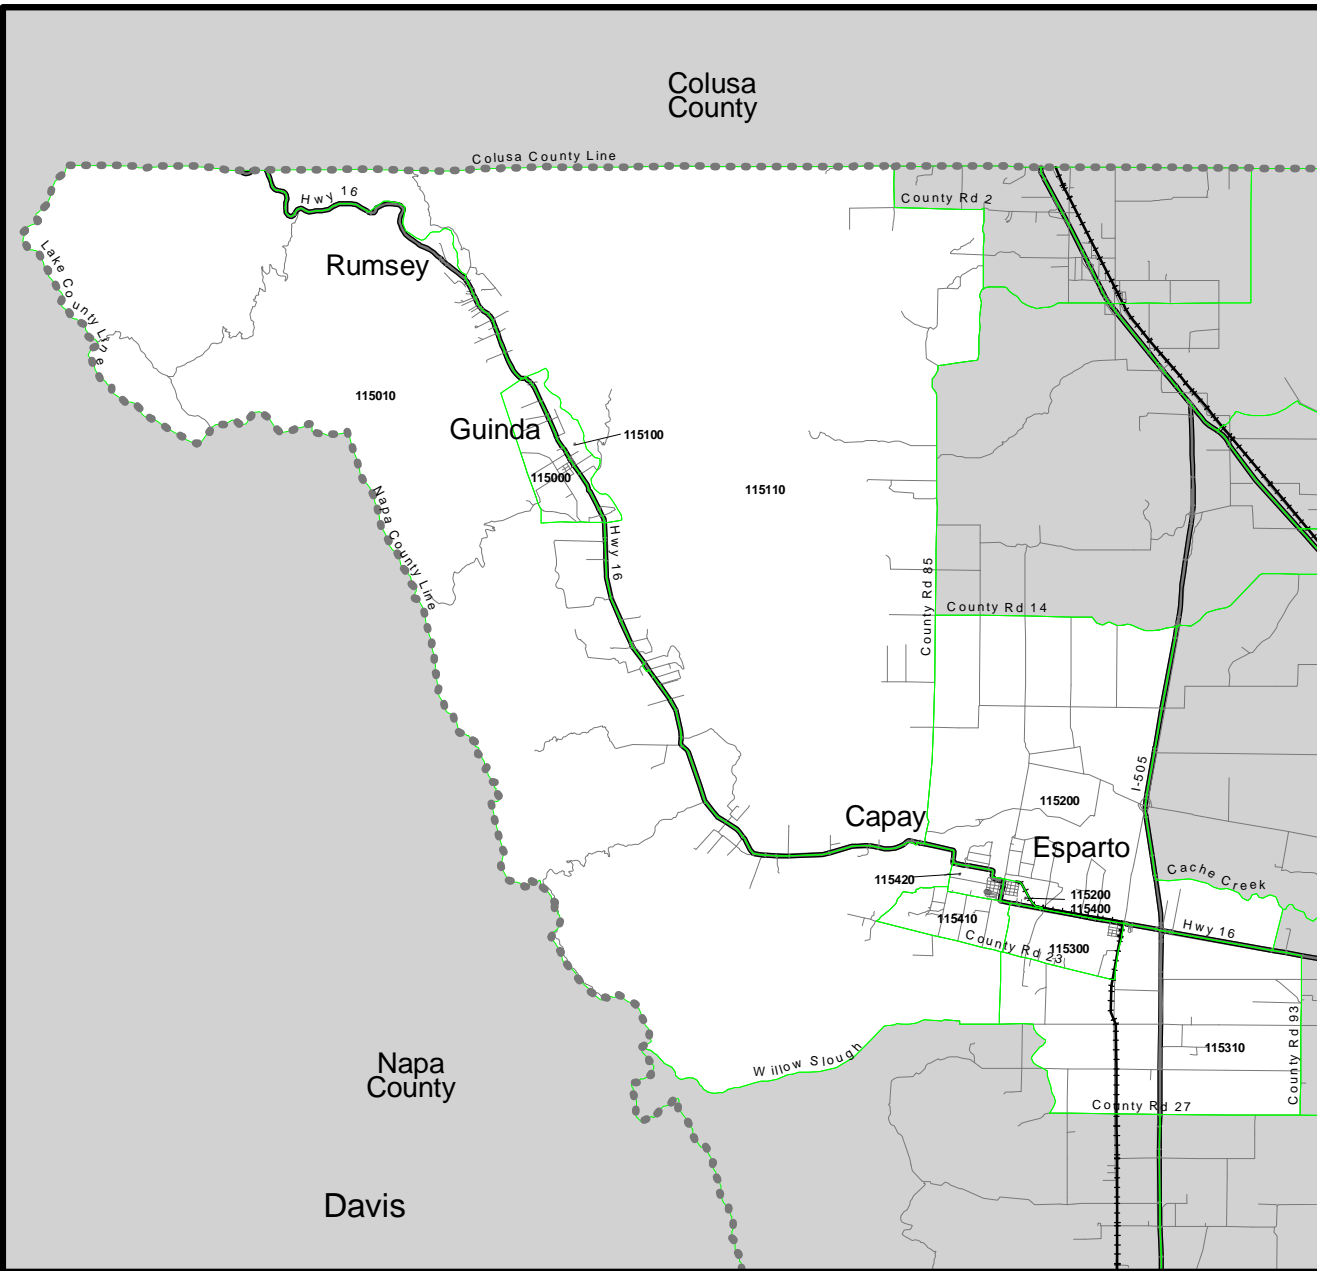 Colusa
County
Colusa County Line
Hwy 16
County Rd 2
Rumsey
Lake County Line
115010
Guinda
115100
115000
115110
Napa County Line
Hwy 16
County Rd 85
County Rd 14
I-505
115200
Capay
Esparto
Cache Creek
115420
115200
115400
115410
Hwy 16
County Rd 23
115300
County Rd 93
115310
Willow Slough
Napa
County
County Rd 27
Davis